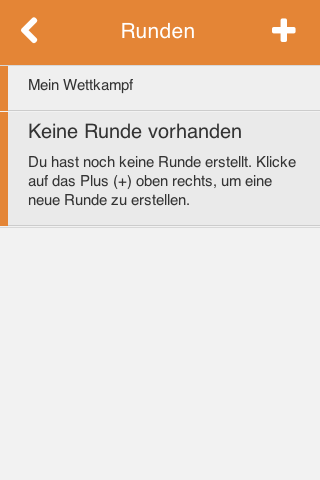 Runden
Mein Wettkampf
Keine Runde vorhanden
Du hast noch keine Runde erstellt. Klicke
auf das Plus (+) oben rechts, um eine
neue Runde zu erstellen.